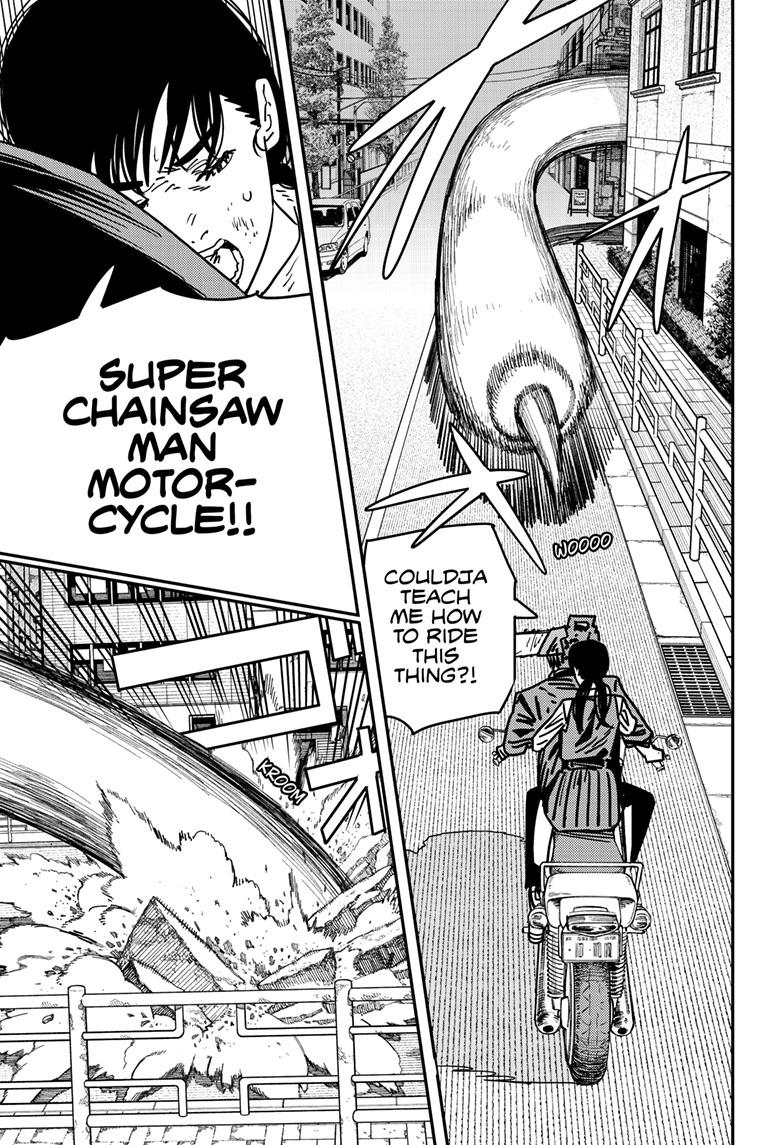 COULDJA
TEACH
ME HOW
TO RIDE
THIS
THING?!
WOOOO
SUPER
CHAINSAW
MAN
MOTOR-
CYCLE!!
KROOM